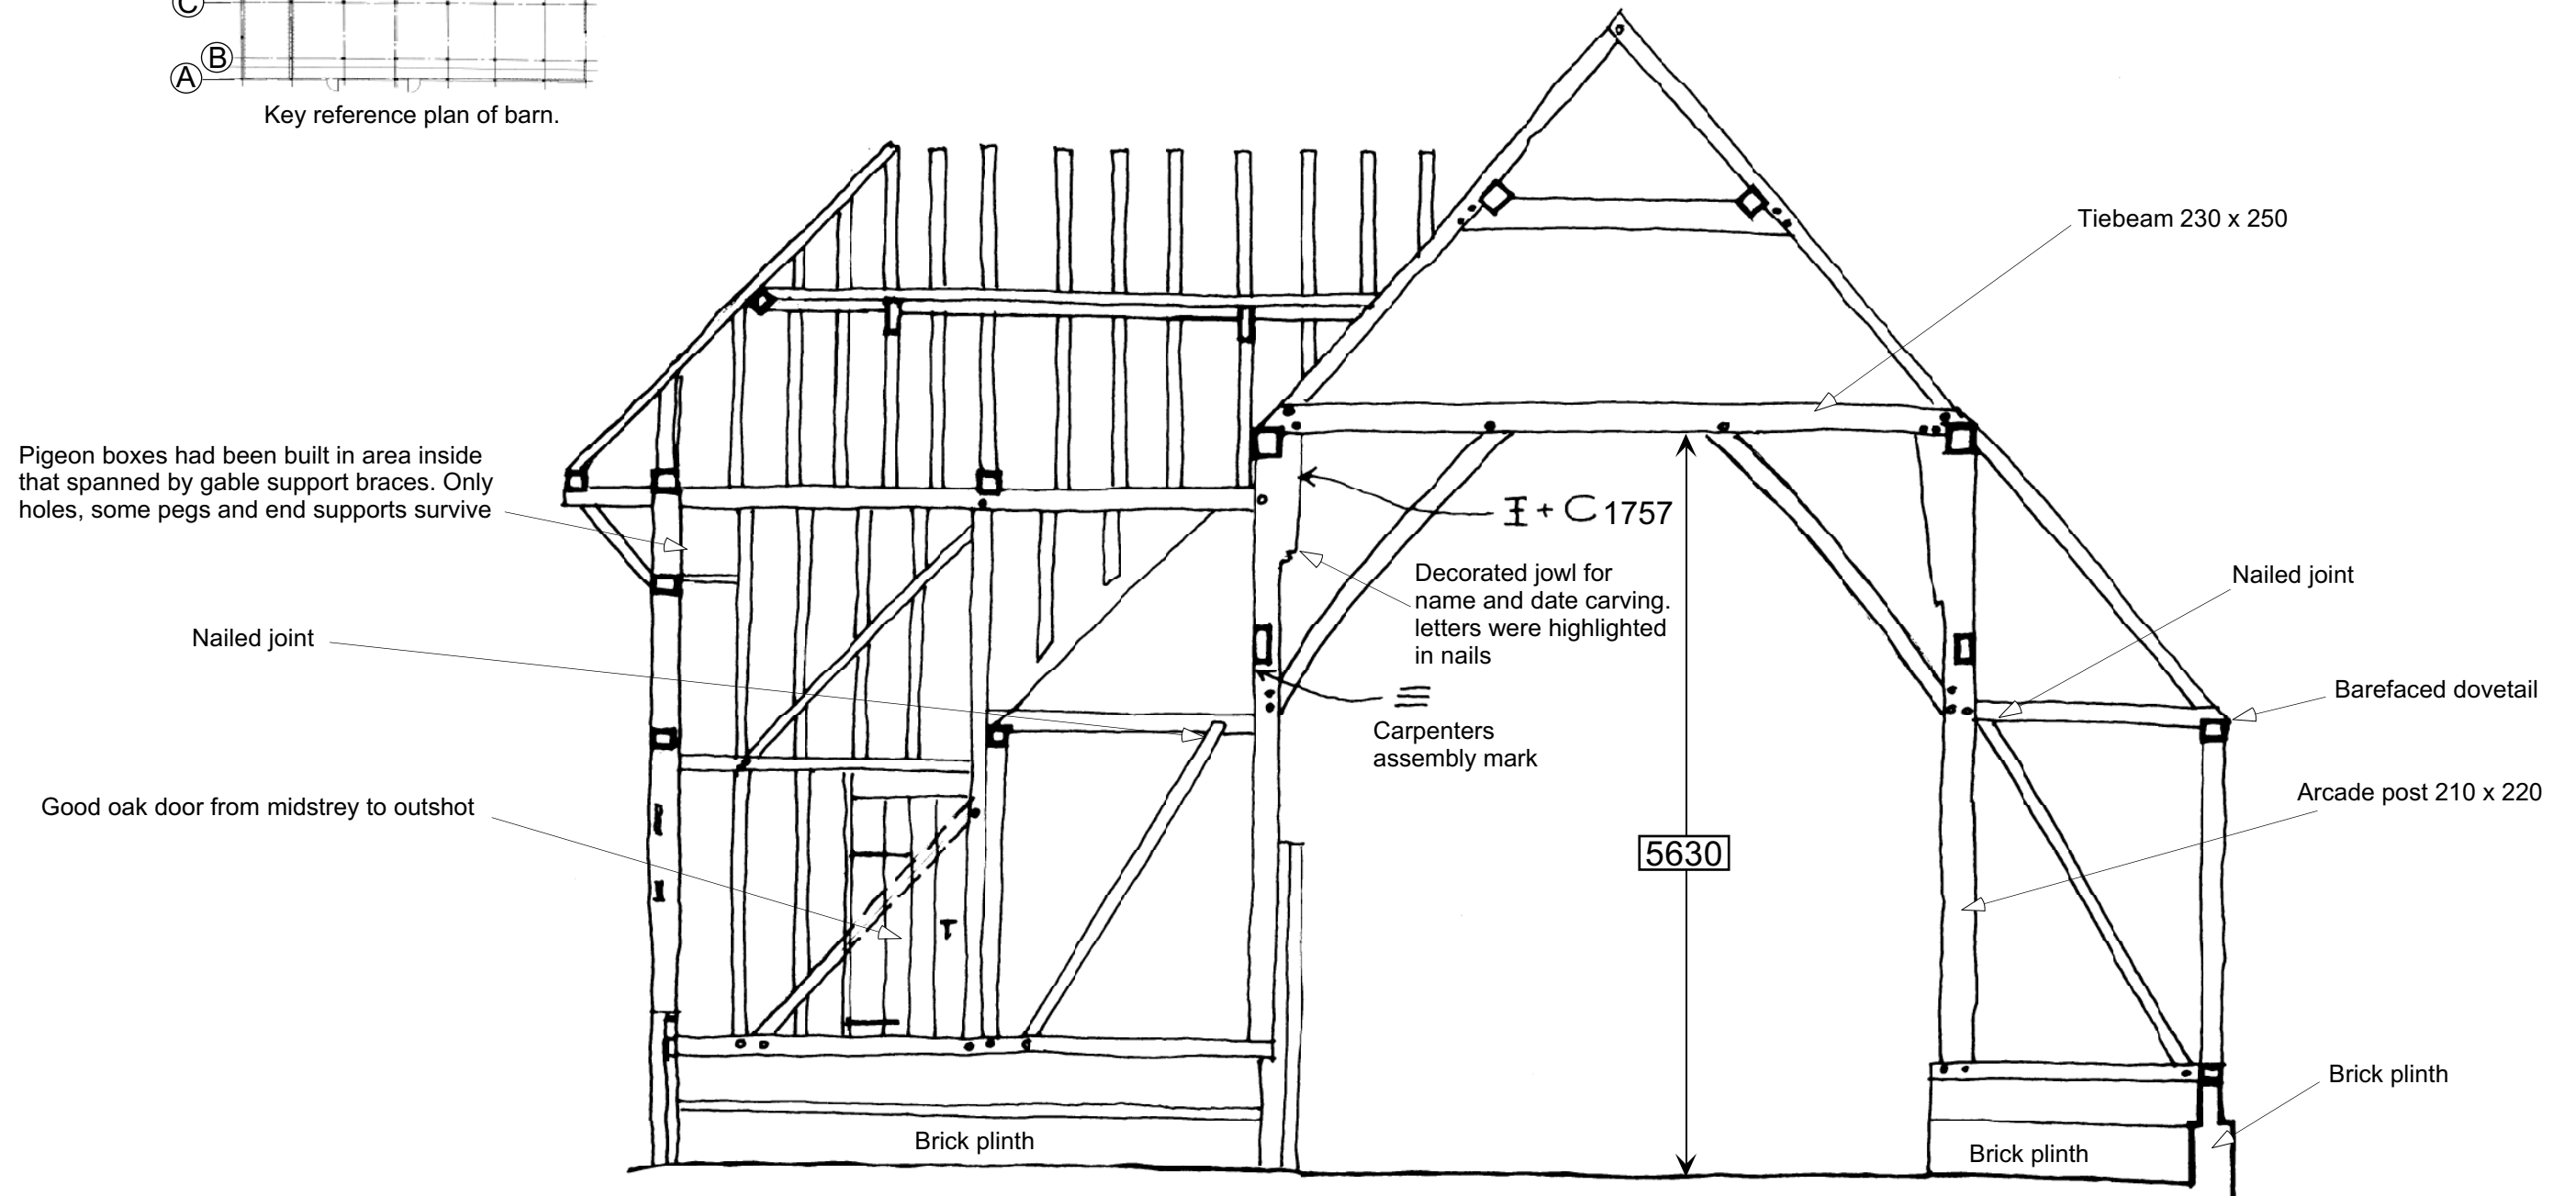 C
B
A
Key reference plan of barn.
Tiebeam 230 x 250
Pigeon boxes had been built in area inside
that spanned by gable support braces. Only
holes, some pegs and end supports survive
I + C 1757
Decorated jowl for
name and date carving.
letters were highlighted
in nails
Nailed joint
Nailed joint
Barefaced dovetail
Carpenters
assembly mark
Good oak door from midstrey to outshot
Arcade post 210 x 220
5630
Brick plinth
Brick plinth
Brick plinth